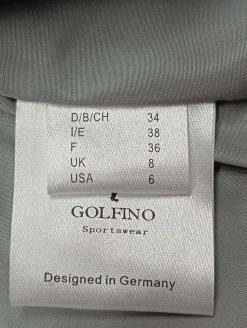 D/B/CH 34
I/E 38
F 36
UK 8
USA 6
GOLFINO
Sportswear
Designed in Germany